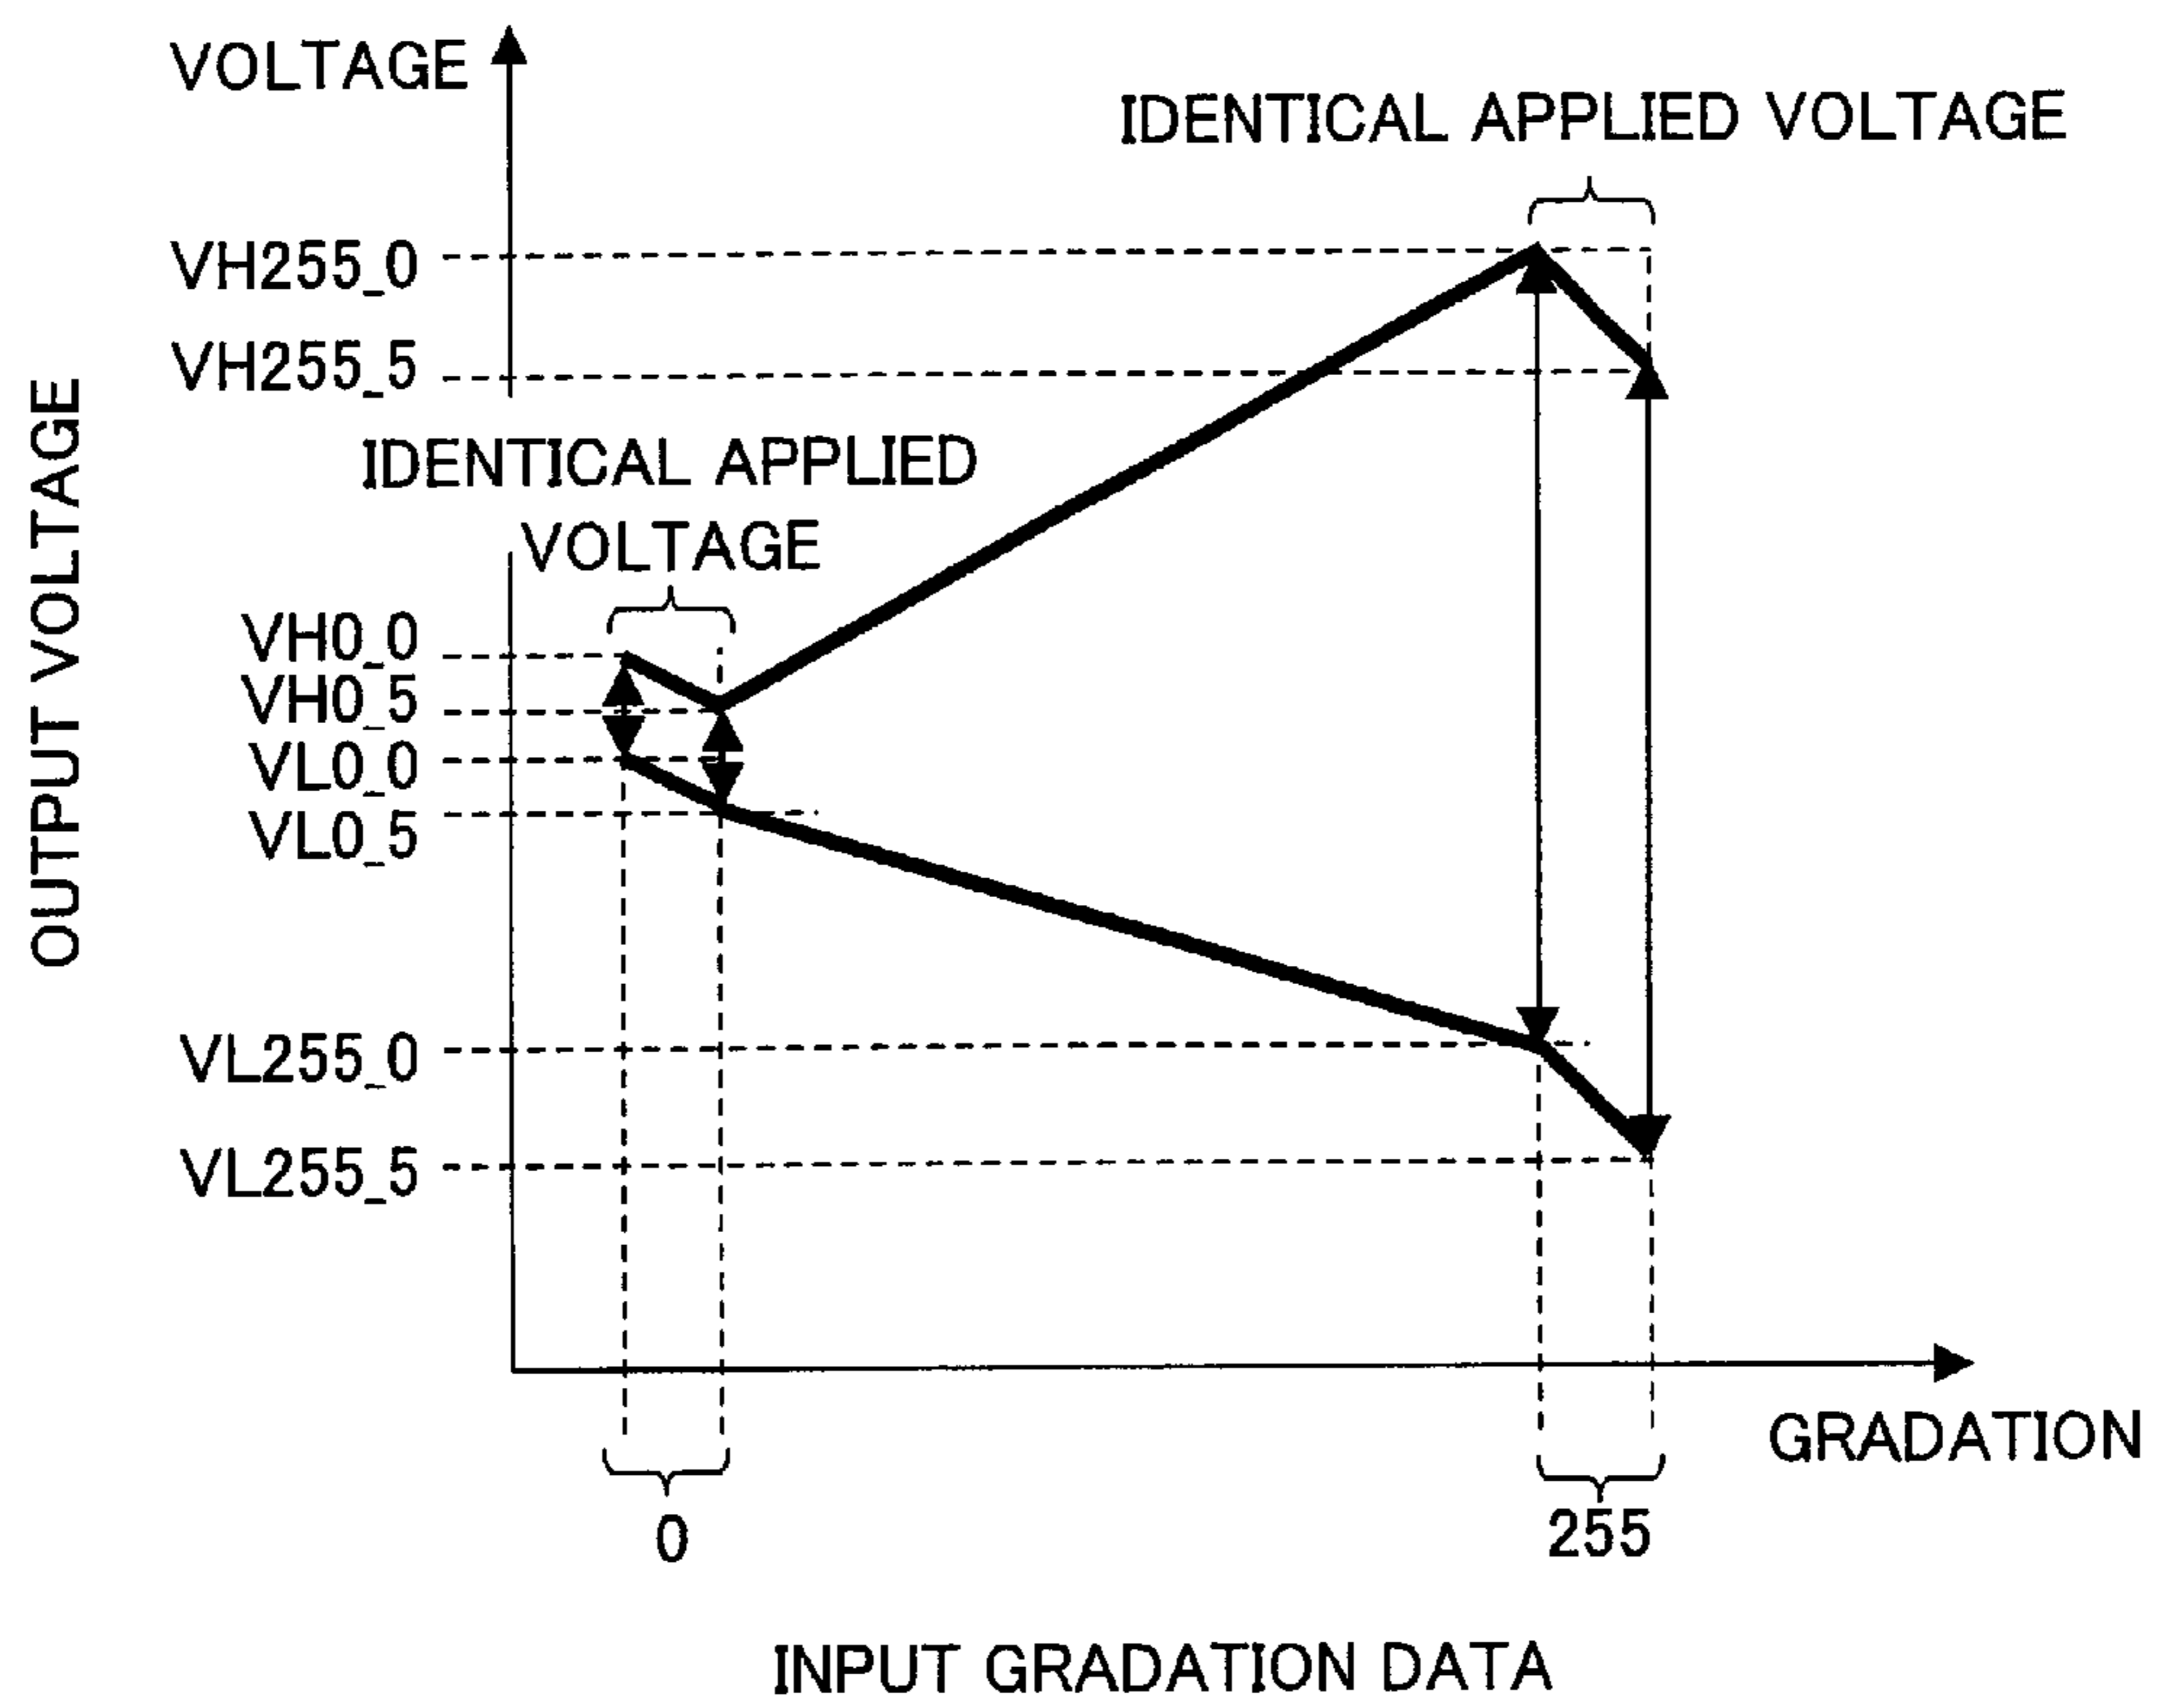 VOLTAGE
IDENTICAL APPLIED VOLTAGE
VH255_0
VH255_5
IDENTICAL APPLIED
VOLTAGE
VH0_0
VH0_5
VL0_0
VL0_5
OUTPUT VOLTAGE
VL255_0
VL255_5
GRADATION
0
255
INPUT GRADATION DATA